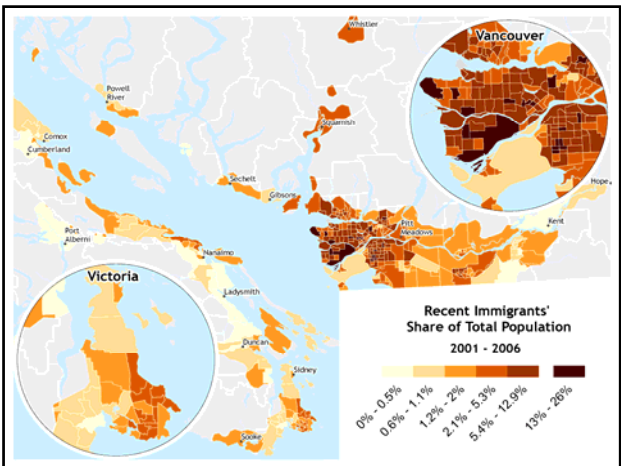 Whistler
Vancouver
Powell
River
Squamish
Comox
Cumberland
Sechelt
Gibsons
Hope
Port
Alberni
Pitt
Meadows
Kent
Nanaimo
Victoria
Ladysmith
Duncan
Sidney
Sooke
Recent Immigrants'
Share of Total Population
2001 - 2006
0% - 0.5%
0.6% - 1.1%
1.2% - 2%
2.1% - 5.3%
5.4% - 12.9%
13% - 26%